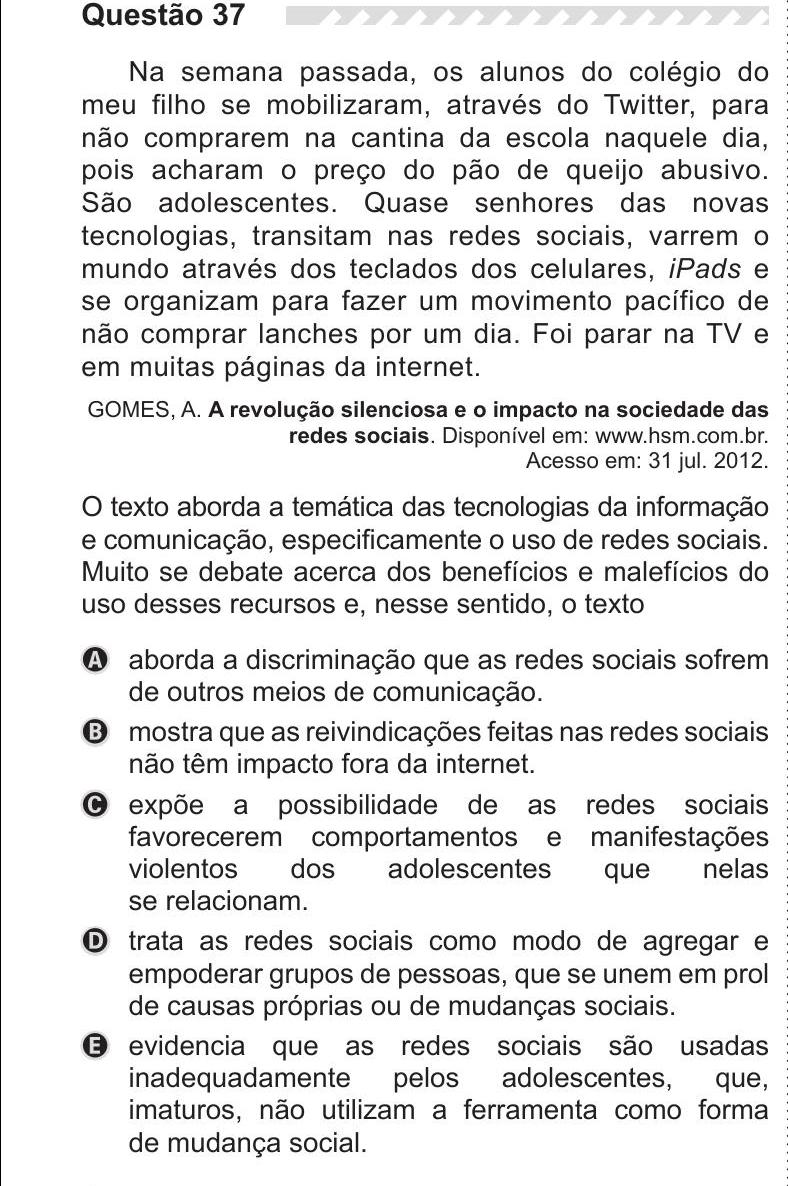 Questão 37
Na semana passada, os alunos do colégio do
meu filho se mobilizaram, através do Twitter, para
não comprarem na cantina da escola naquele dia,
pois acharam o preço do pão de queijo abusivo.
São adolescentes. Quase senhores das novas
tecnologias, transitam nas redes sociais, varrem o
mundo através dos teclados dos celulares, iPads e
se organizam para fazer um movimento pacífico de
não comprar lanches por um dia. Foi parar na TV e
em muitas páginas da internet.
GOMES, A. A revolução silenciosa e o impacto na sociedade das
redes sociais. Disponível em: www.hsm.com.br.
Acesso em: 31 jul. 2012.
O texto aborda a temática das tecnologias da informação
e comunicação, especificamente o uso de redes sociais.
Muito se debate acerca dos benefícios e malefícios do
uso desses recursos e, nesse sentido, o texto
A aborda a discriminação que as redes sociais sofrem
de outros meios de comunicação.
B mostra que as reivindicações feitas nas redes sociais
não têm impacto fora da internet.
C expõe a possibilidade de as redes sociais
favorecerem comportamentos e manifestações
violentos dos adolescentes que nelas
se relacionam.
D trata as redes sociais como modo de agregar e
empoderar grupos de pessoas, que se unem em prol
de causas próprias ou de mudanças sociais.
E evidencia que as redes sociais são usadas
inadequadamente pelos adolescentes, que,
imaturos, não utilizam a ferramenta como forma
de mudança social.